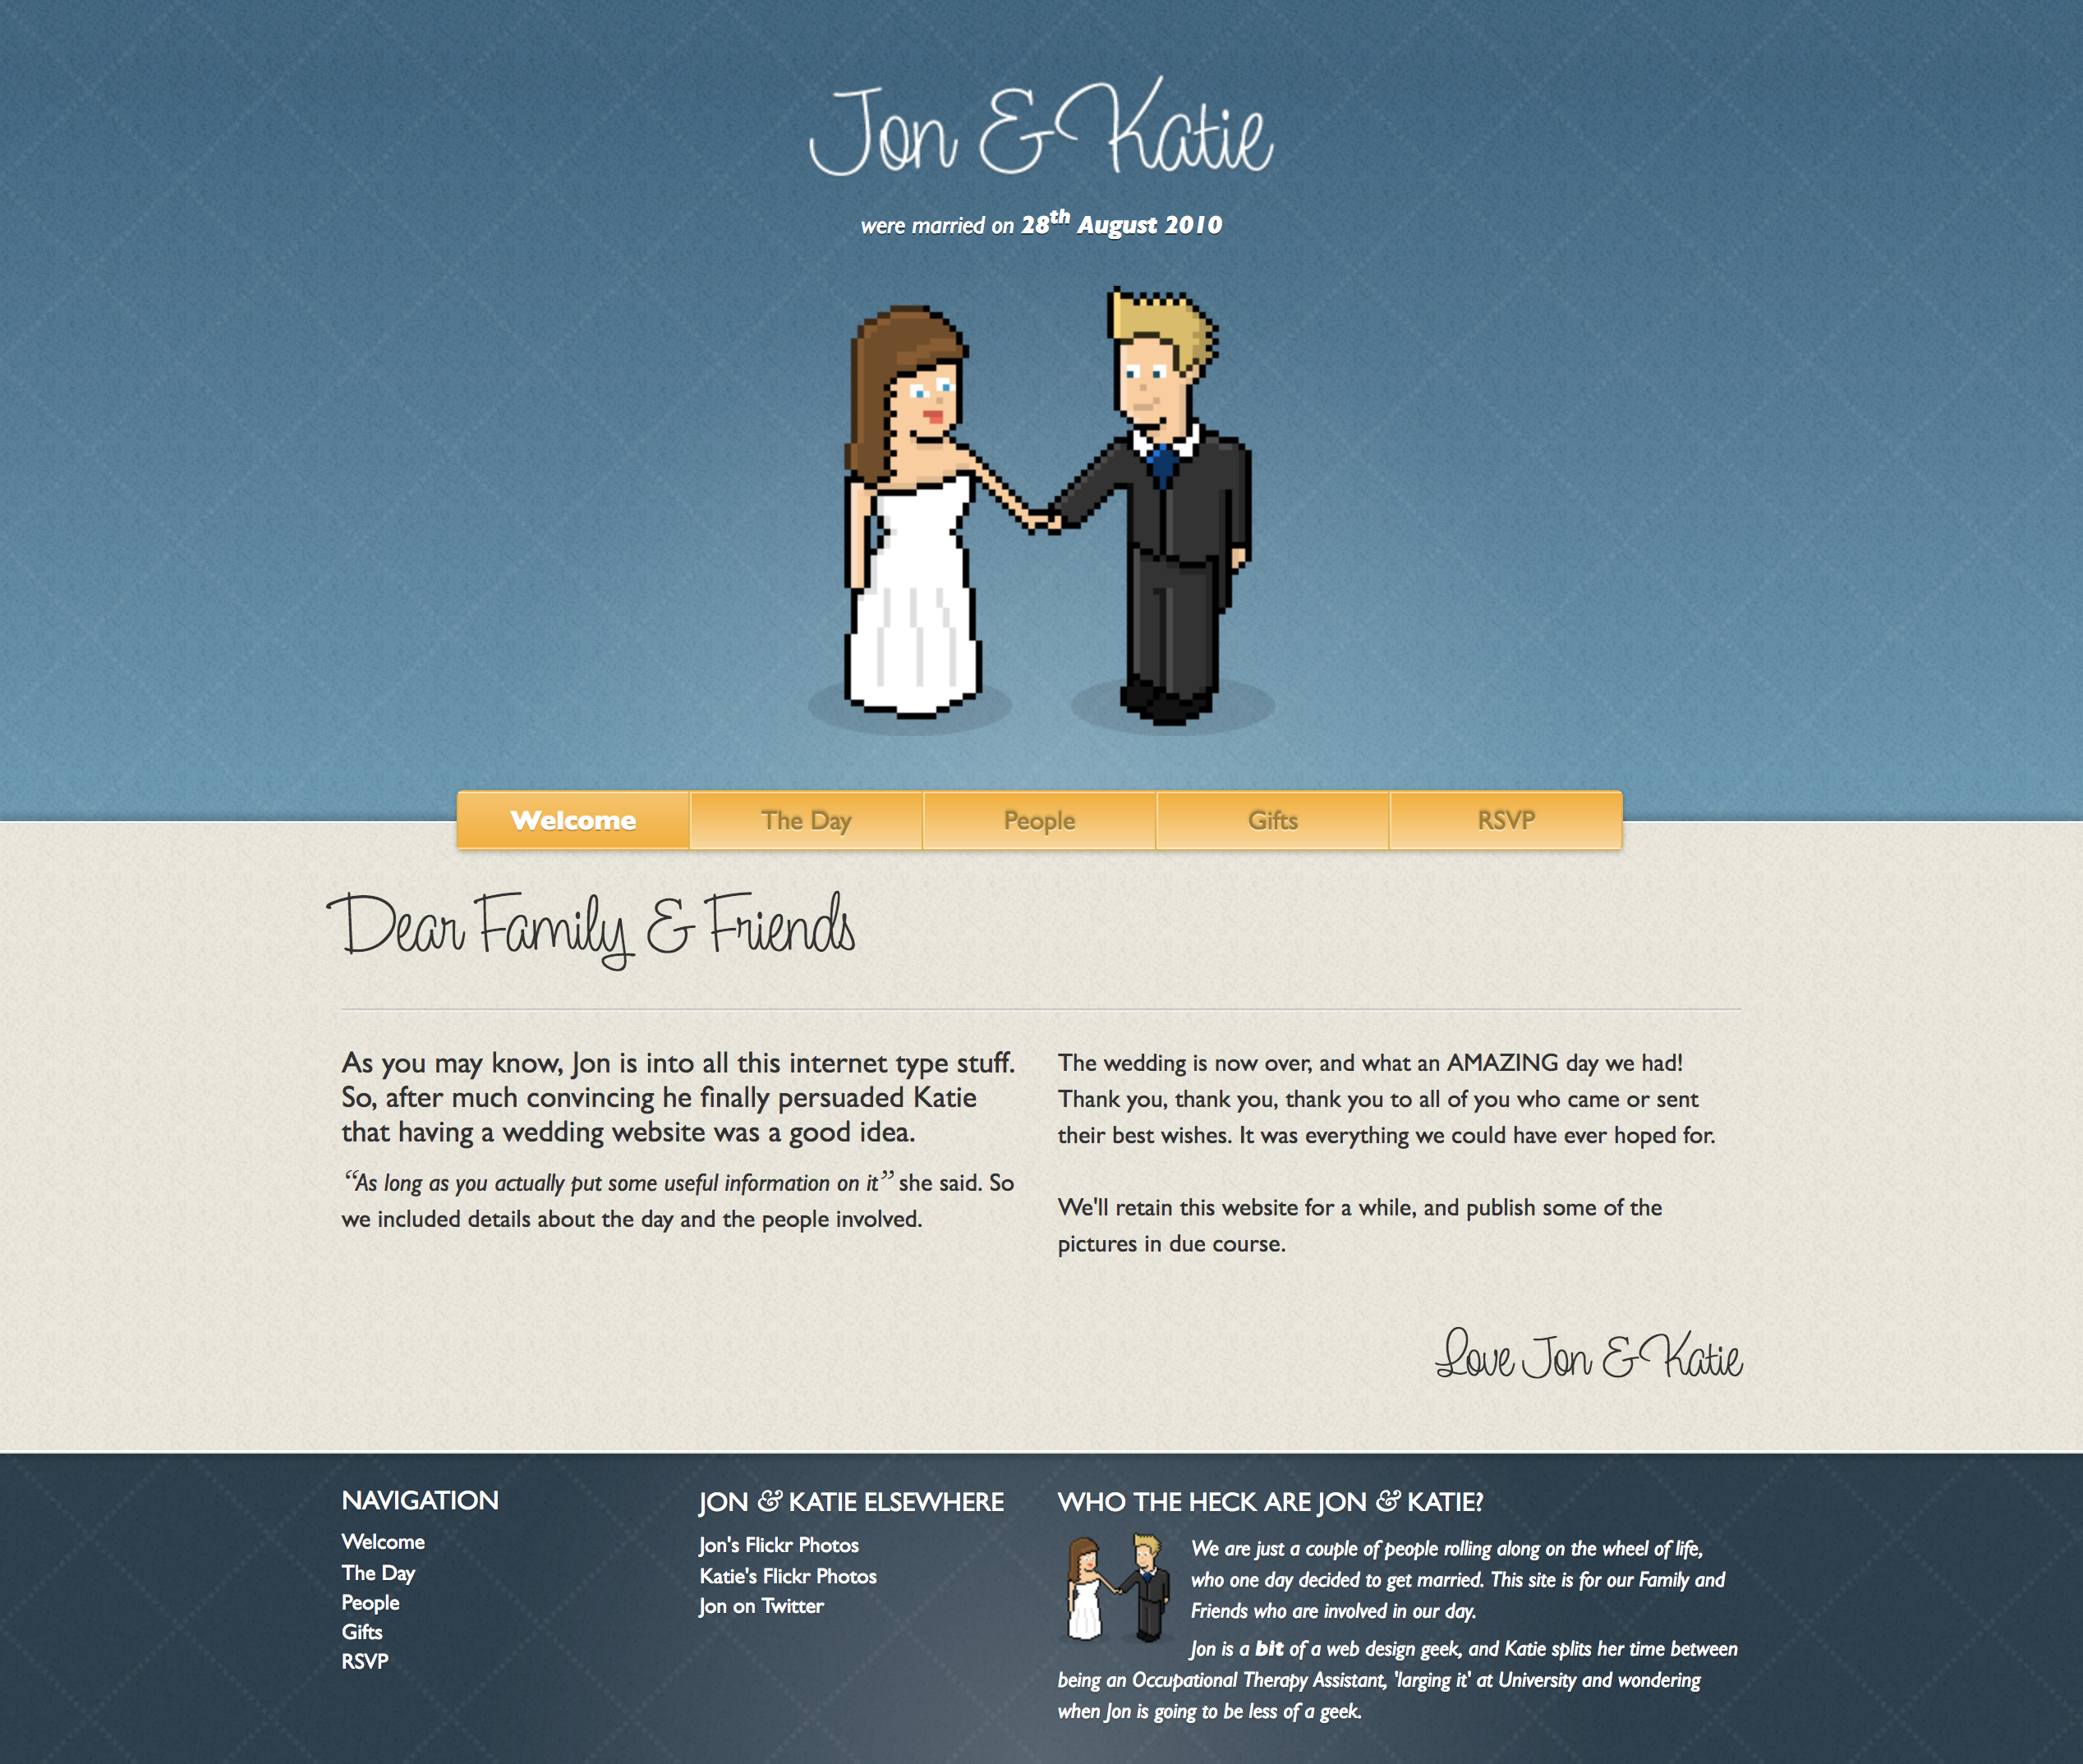 Jon & Katie
were married on 28th August 2010
Welcome
The Day
People
Gifts
RSVP
Dear Family & Friends
As you may know, Jon is into all this internet type stuff.
So, after much convincing he finally persuaded Katie
that having a wedding website was a good idea.
“As long as you actually put some useful information on it” she said. So
we included details about the day and the people involved.
The wedding is now over, and what an AMAZING day we had!
Thank you, thank you, thank you to all of you who came or sent
their best wishes. It was everything we could have ever hoped for.
We'll retain this website for a while, and publish some of the
pictures in due course.
Love Jon & Katie
NAVIGATION
Welcome
The Day
People
Gifts
RSVP
JON & KATIE ELSEWHERE
Jon's Flickr Photos
Katie's Flickr Photos
Jon on Twitter
WHO THE HECK ARE JON & KATIE?
We are just a couple of people rolling along on the wheel of life,
who one day decided to get married. This site is for our Family and
Friends who are involved in our day.
Jon is a bit of a web design geek, and Katie splits her time between
being an Occupational Therapy Assistant, 'larging it' at University and wondering
when Jon is going to be less of a geek.